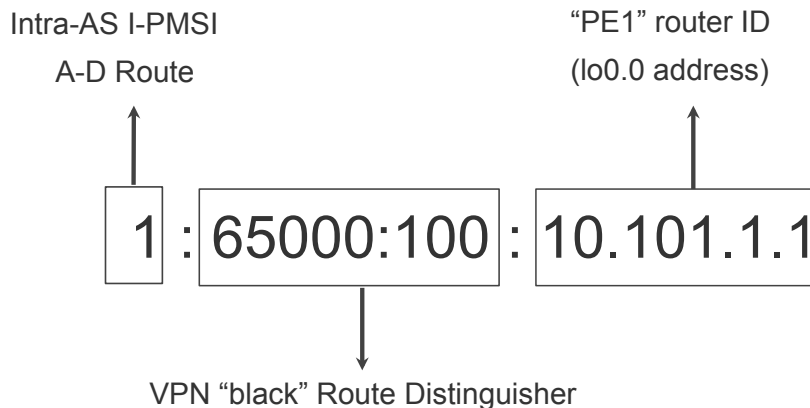 Intra-AS I-PMSI
A-D Route
“PE1” router ID
(lo0.0 address)
1 : 65000:100 : 10.101.1.1
VPN “black” Route Distinguisher